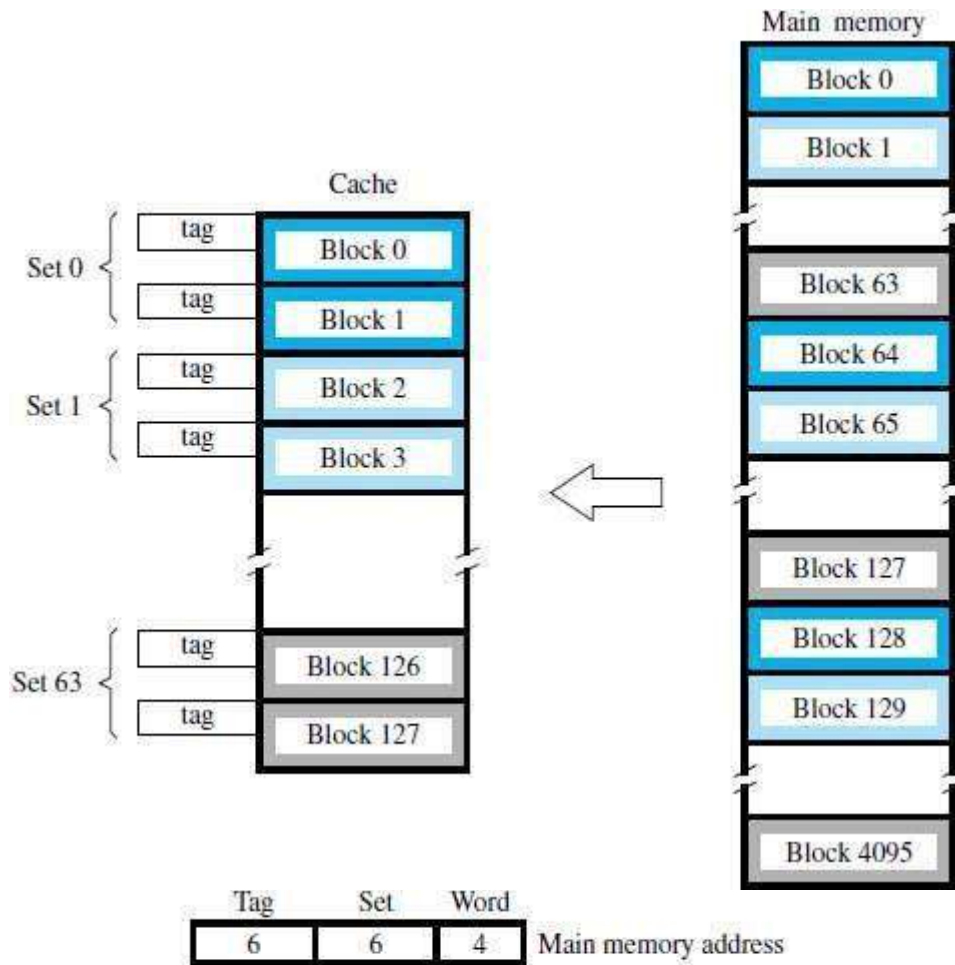 Main memory
Block 0
Block 1
Cache
Set 0
tag
Block 0
tag
Block 1
Set 1
tag
Block 2
tag
Block 3
Block 63
Block 64
Block 65
Block 127
Block 128
Block 129
Set 63
tag
Block 126
tag
Block 127
Block 4095
Tag Set Word
6 6 4 Main memory address